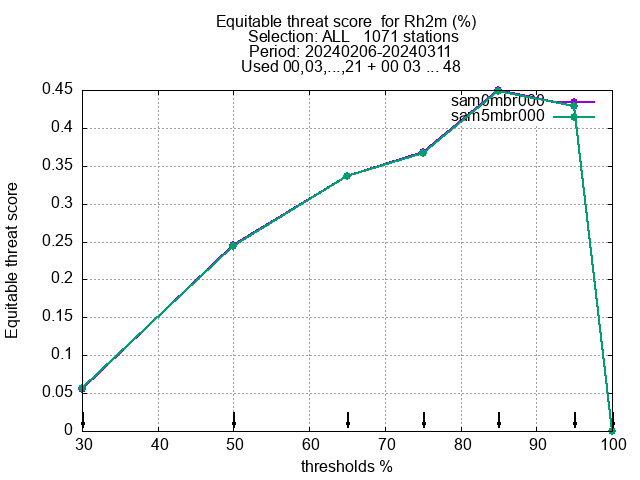 Equitable threat score  for Rh2m (%)
Selection: ALL   1071 stations
Period: 20240206-20240311
Used 00,03,...,21 + 00 03 ... 48
sam0mbr000
sam5mbr000
Equitable threat score
0.45
0.4
0.35
0.3
0.25
0.2
0.15
0.1
0.05
0
30 40 50 60 70 80 90 100
thresholds %